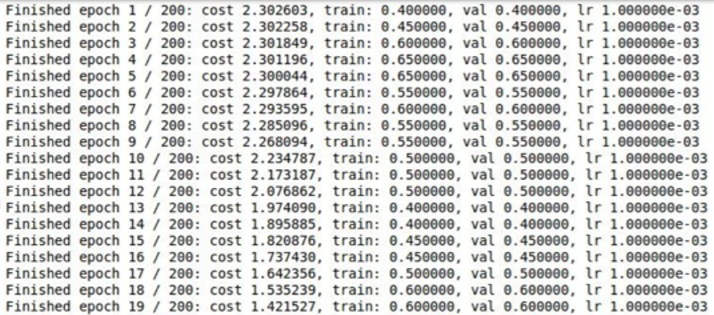 Finished epoch 1 / 200: cost 2.302603, train: 0.400000, val 0.400000, lr 1.000000e-03
Finished epoch 2 / 200: cost 2.302258, train: 0.450000, val 0.450000, lr 1.000000e-03
Finished epoch 3 / 200: cost 2.301849, train: 0.600000, val 0.600000, lr 1.000000e-03
Finished epoch 4 / 200: cost 2.301196, train: 0.650000, val 0.650000, lr 1.000000e-03
Finished epoch 5 / 200: cost 2.300044, train: 0.650000, val 0.650000, lr 1.000000e-03
Finished epoch 6 / 200: cost 2.297864, train: 0.550000, val 0.550000, lr 1.000000e-03
Finished epoch 7 / 200: cost 2.293595, train: 0.600000, val 0.600000, lr 1.000000e-03
Finished epoch 8 / 200: cost 2.285096, train: 0.550000, val 0.550000, lr 1.000000e-03
Finished epoch 9 / 200: cost 2.268094, train: 0.550000, val 0.550000, lr 1.000000e-03
Finished epoch 10 / 200: cost 2.234787, train: 0.500000, val 0.500000, lr 1.000000e-03
Finished epoch 11 / 200: cost 2.173187, train: 0.500000, val 0.500000, lr 1.000000e-03
Finished epoch 12 / 200: cost 2.076862, train: 0.500000, val 0.500000, lr 1.000000e-03
Finished epoch 13 / 200: cost 1.974090, train: 0.400000, val 0.400000, lr 1.000000e-03
Finished epoch 14 / 200: cost 1.895885, train: 0.400000, val 0.400000, lr 1.000000e-03
Finished epoch 15 / 200: cost 1.820876, train: 0.450000, val 0.450000, lr 1.000000e-03
Finished epoch 16 / 200: cost 1.737430, train: 0.450000, val 0.450000, lr 1.000000e-03
Finished epoch 17 / 200: cost 1.642356, train: 0.500000, val 0.500000, lr 1.000000e-03
Finished epoch 18 / 200: cost 1.535239, train: 0.600000, val 0.600000, lr 1.000000e-03
Finished epoch 19 / 200: cost 1.421527, train: 0.600000, val 0.600000, lr 1.000000e-03